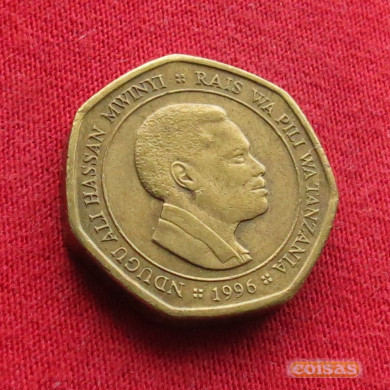 NDUGU ALI HASSAN MWINYI RAIS WA PILI WA TANZANIA
1996
coisas